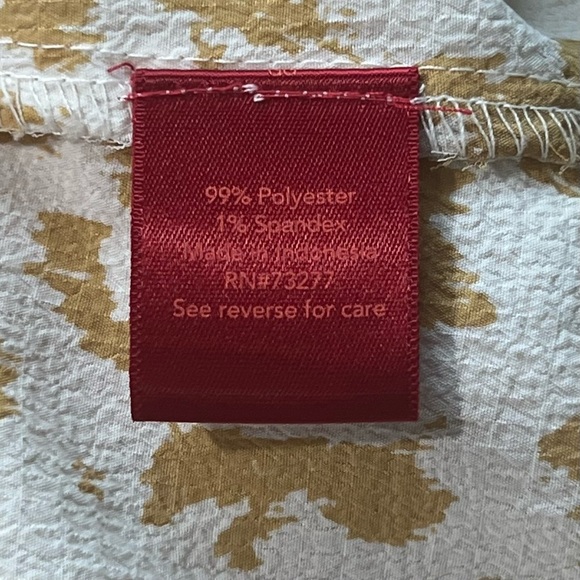 99% Polyester
1% Spandex
Made in Indonesia
RN#73277
See reverse for care